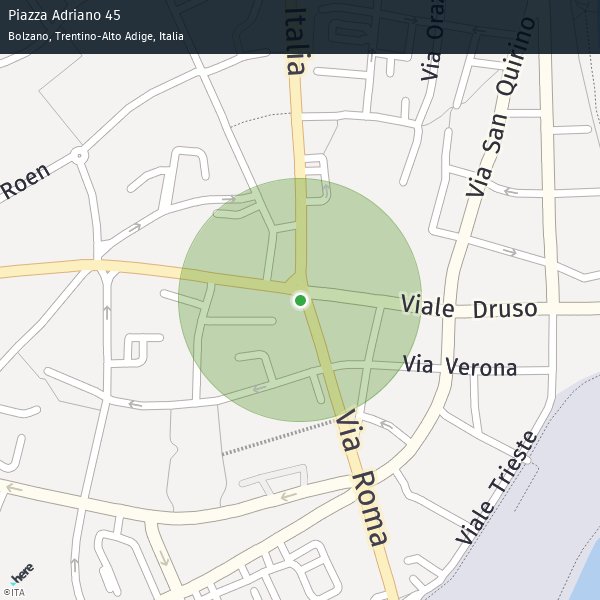 Piazza Adriano 45
Bolzano, Trentino-Alto Adige, Italia
Italia
Via Oraz
Via San Quirino
Roen
Viale Druso
Via Verona
Via Roma
Viale Trieste
here
©ITA